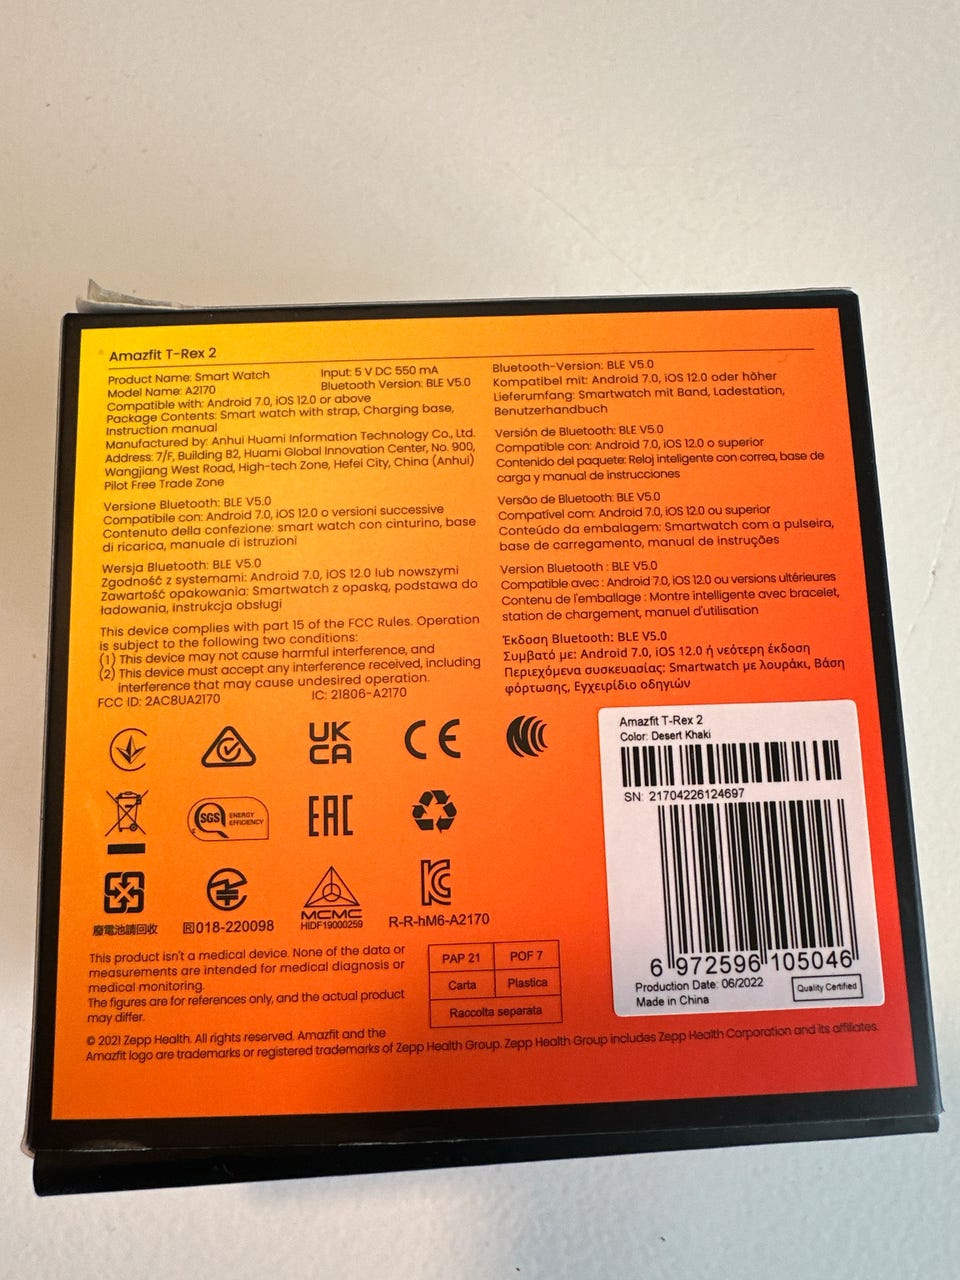 Amazfit T-Rex 2
Product Name: Smart Watch
Input: 5 V DC 550 mA
Model Name: A2170
Bluetooth Version: BLE V5.0
Compatible with: Android 7.0, iOS 12.0 or above
Package Contents: Smart watch with strap, Charging base,
Instruction manual
Manufactured by: Anhui Huami Information Technology Co., Ltd.
Address: 7/F, Building B2, Huami Global Innovation Center, No. 900,
Wangjiang West Road, High-tech Zone, Hefei City, China (Anhui)
Pilot Free Trade Zone
Versione Bluetooth: BLE V5.0
Compatibile con: Android 7.0, iOS 12.0 o versioni successive
Contenuto della confezione: smart watch con cinturino, base
di ricarica, manuale di istruzioni
Wersja Bluetooth: BLE V5.0
Zgodność z systemami: Android 7.0, iOS 12.0 lub nowszymi
Zawartość opakowania: Smartwatch z opaską, podstawa do
ładowania, instrukcja obsługi
This device complies with part 15 of the FCC Rules. Operation
is subject to the following two conditions:
(1) This device may not cause harmful interference, and
(2) This device must accept any interference received, including
interference that may cause undesired operation.
FCC ID: 2AC8UA2170
IC: 21806-A2170
Bluetooth-Version: BLE V5.0
Kompatibel mit: Android 7.0, iOS 12.0 oder höher
Lieferumfang: Smartwatch mit Band, Ladestation,
Benutzerhandbuch
Versión de Bluetooth: BLE V5.0
Compatible con: Android 7.0, iOS 12.0 o superior
Contenido del paquete: Reloj inteligente con correa, base de
carga y manual de instrucciones
Versão de Bluetooth: BLE V5.0
Compatível com: Android 7.0, iOS 12.0 ou superior
Conteúdo da embalagem: Smartwatch com a pulseira,
base de carregamento, manual de instruções
Version Bluetooth : BLE V5.0
Compatible avec : Android 7.0, iOS 12.0 ou versions ultérieures
Contenu de l'emballage : Montre intelligente avec bracelet,
station de chargement, manuel d'utilisation
Έκδοση Bluetooth: BLE V5.0
Συμβατό με: Android 7.0, iOS 12.0 ή νεότερη έκδοση
Περιεχόμενα συσκευασίας: Smartwatch με λουράκι, Βάση
φόρτωσης, Εγχειρίδιο οδηγιών
UK
CA
CE
SGS ENERGY
EFFICIENCY
EAC
廢電池請回收
R 018-220098
MCMC
HIDF19000259
R-R-hM6-A2170
This product isn't a medical device. None of the data or
measurements are intended for medical diagnosis or
medical monitoring.
The figures are for references only, and the actual product
may differ.
PAP 21
POF 7
Carta
Plastica
Raccolta separata
© 2021 Zepp Health. All rights reserved. Amazfit and the
Amazfit logo are trademarks or registered trademarks of Zepp Health Group. Zepp Health Group includes Zepp Health Corporation and its affiliates.
Amazfit T-Rex 2
Color: Desert Khaki
SN: 21704226124697
6 972596 105046
Production Date: 06/2022
Made in China
Quality Certified